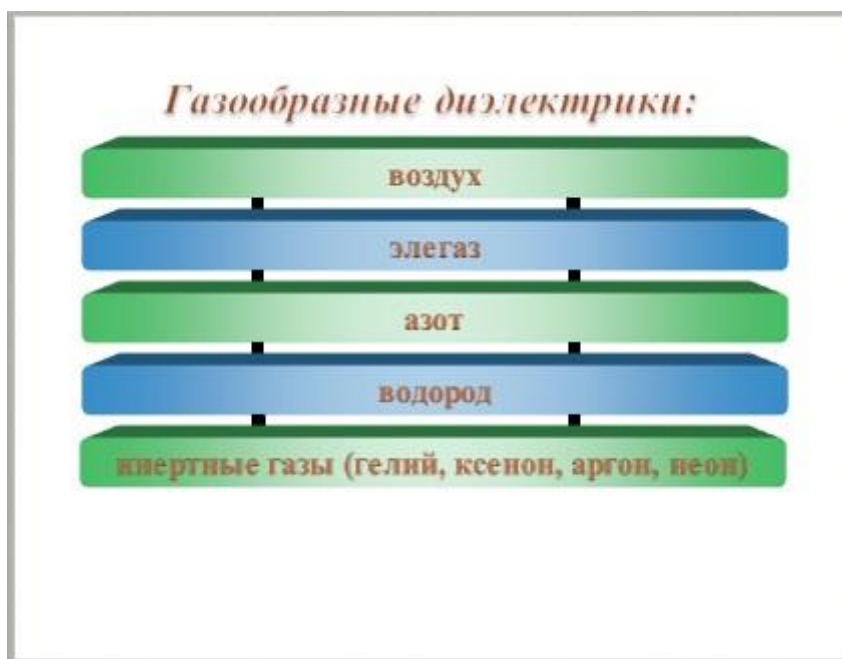 Газообразные диэлектрики:
воздух
элегаз
азот
водород
инертные газы (гелий, ксенон, аргон, неон)